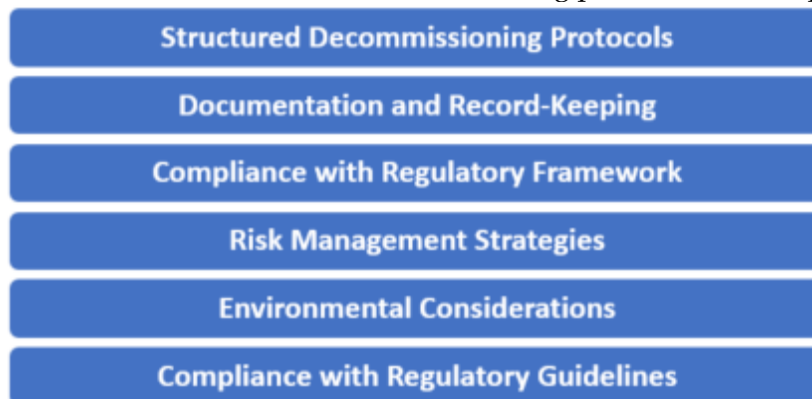 Structured Decommissioning Protocols
Documentation and Record-Keeping
Compliance with Regulatory Framework
Risk Management Strategies
Environmental Considerations
Compliance with Regulatory Guidelines